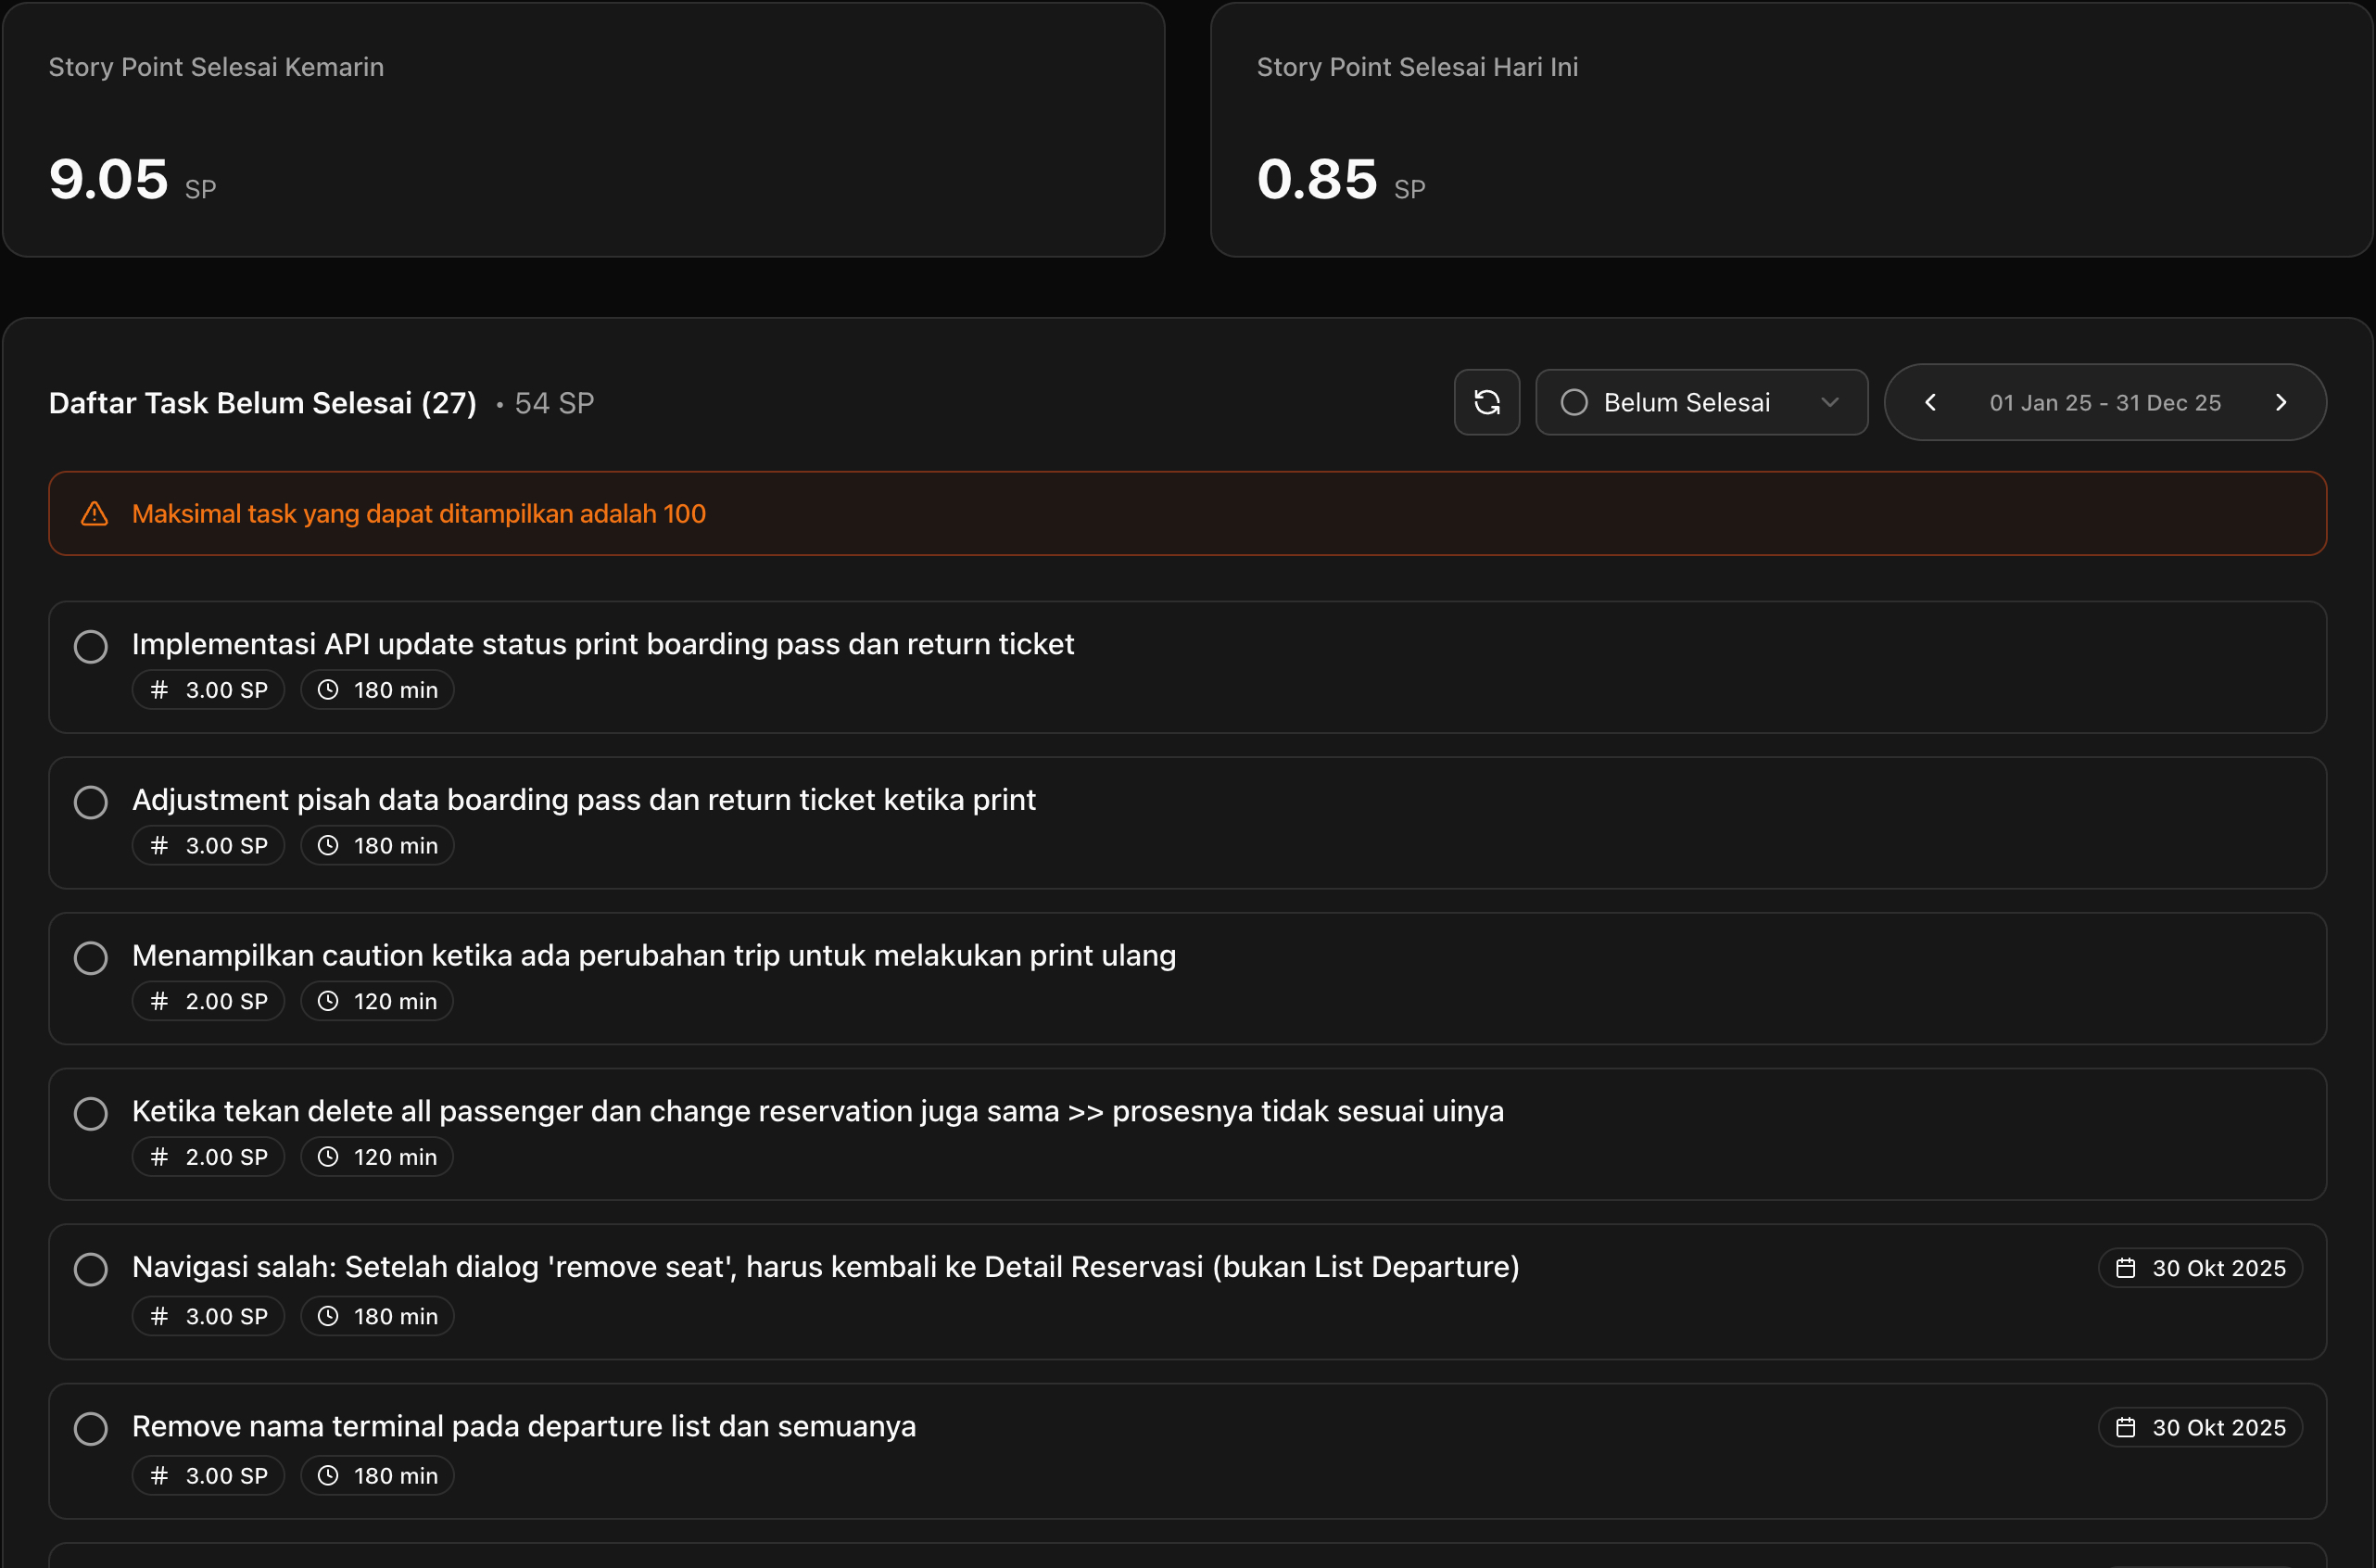 Story Point Selesai Kemarin
9.05 SP
Story Point Selesai Hari Ini
0.85 SP
Daftar Task Belum Selesai (27) • 54 SP
Belum Selesai
01 Jan 25 - 31 Dec 25
Maksimal task yang dapat ditampilkan adalah 100
Implementasi API update status print boarding pass dan return ticket
# 3.00 SP 180 min
Adjustment pisah data boarding pass dan return ticket ketika print
# 3.00 SP 180 min
Menampilkan caution ketika ada perubahan trip untuk melakukan print ulang
# 2.00 SP 120 min
Ketika tekan delete all passenger dan change reservation juga sama >> prosesnya tidak sesuai uinya
# 2.00 SP 120 min
Navigasi salah: Setelah dialog 'remove seat', harus kembali ke Detail Reservasi (bukan List Departure)
30 Okt 2025
# 3.00 SP 180 min
Remove nama terminal pada departure list dan semuanya
30 Okt 2025
# 3.00 SP 180 min